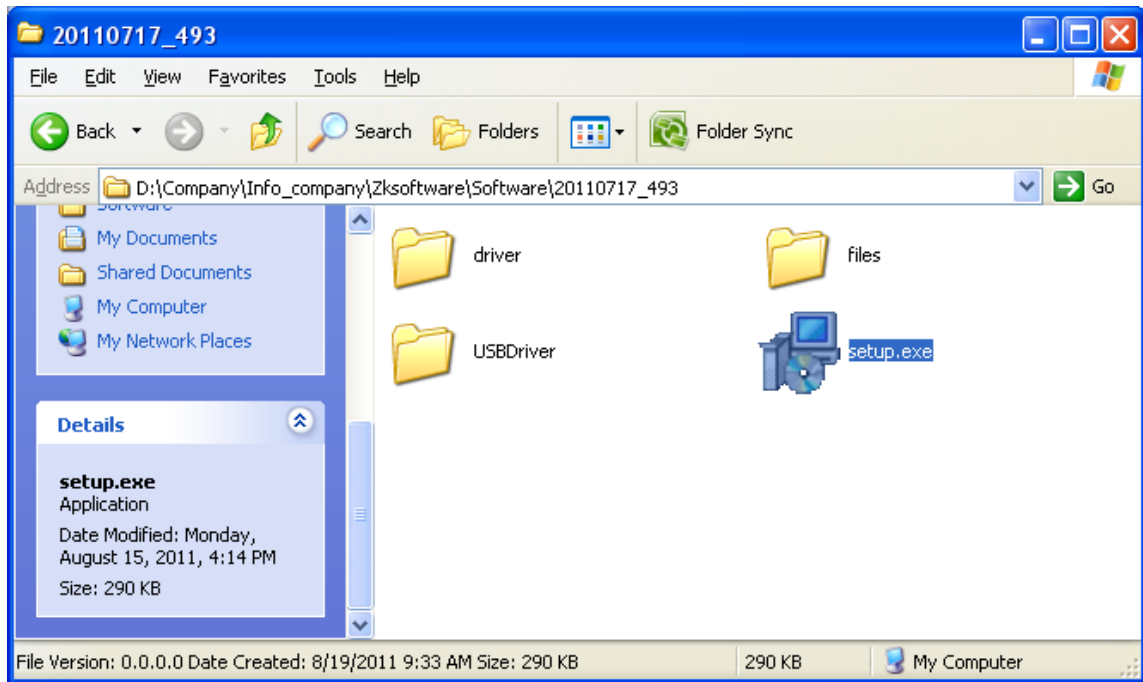 20110717_493
File Edit View Favorites Tools Help
Back Search Folders Folder Sync
Address D:\Company\Info_company\Zksoftware\Software\20110717_493 Go
Software
My Documents
Shared Documents
My Computer
My Network Places
Details
setup.exe
Application
Date Modified: Monday,
August 15, 2011, 4:14 PM
Size: 290 KB
driver
files
USBDriver
setup.exe
File Version: 0.0.0.0 Date Created: 8/19/2011 9:33 AM Size: 290 KB 290 KB My Computer